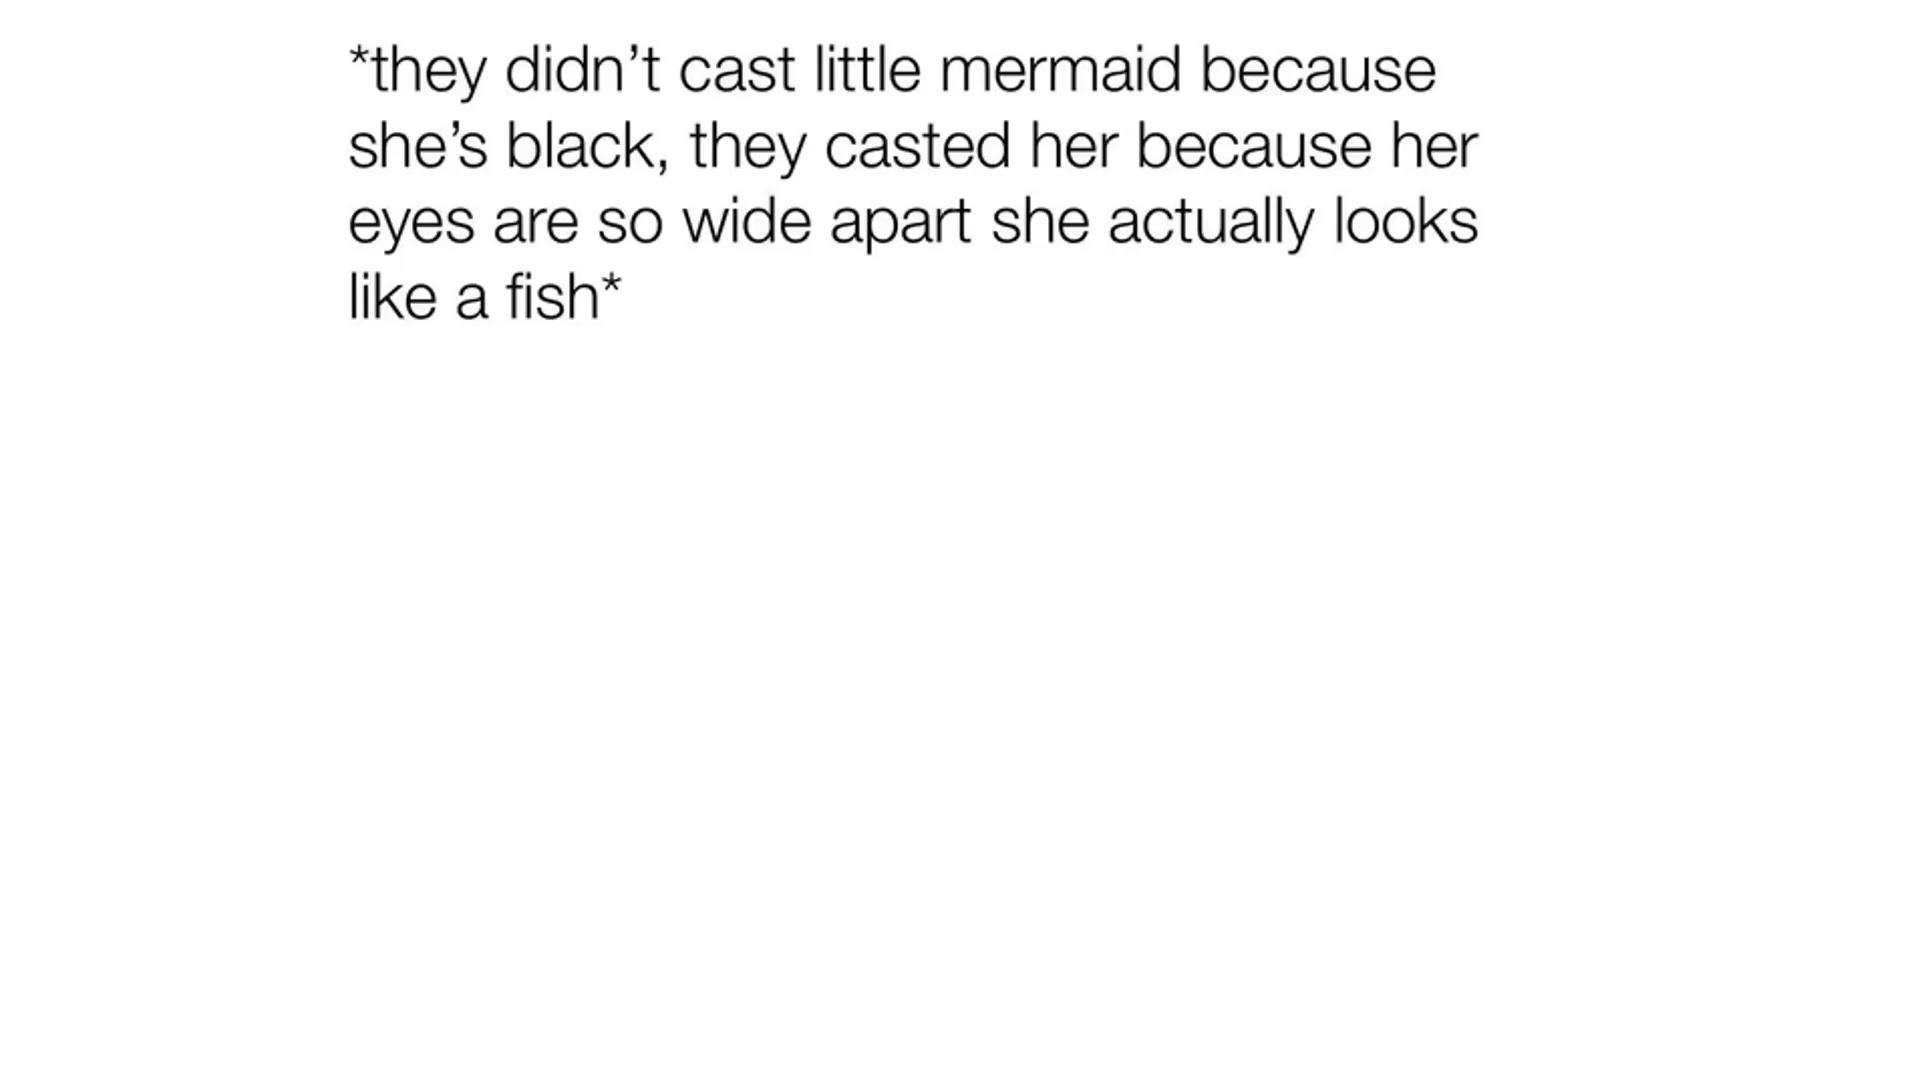 *they didn’t cast little mermaid because
she’s black, they casted her because her
eyes are so wide apart she actually looks
like a fish*